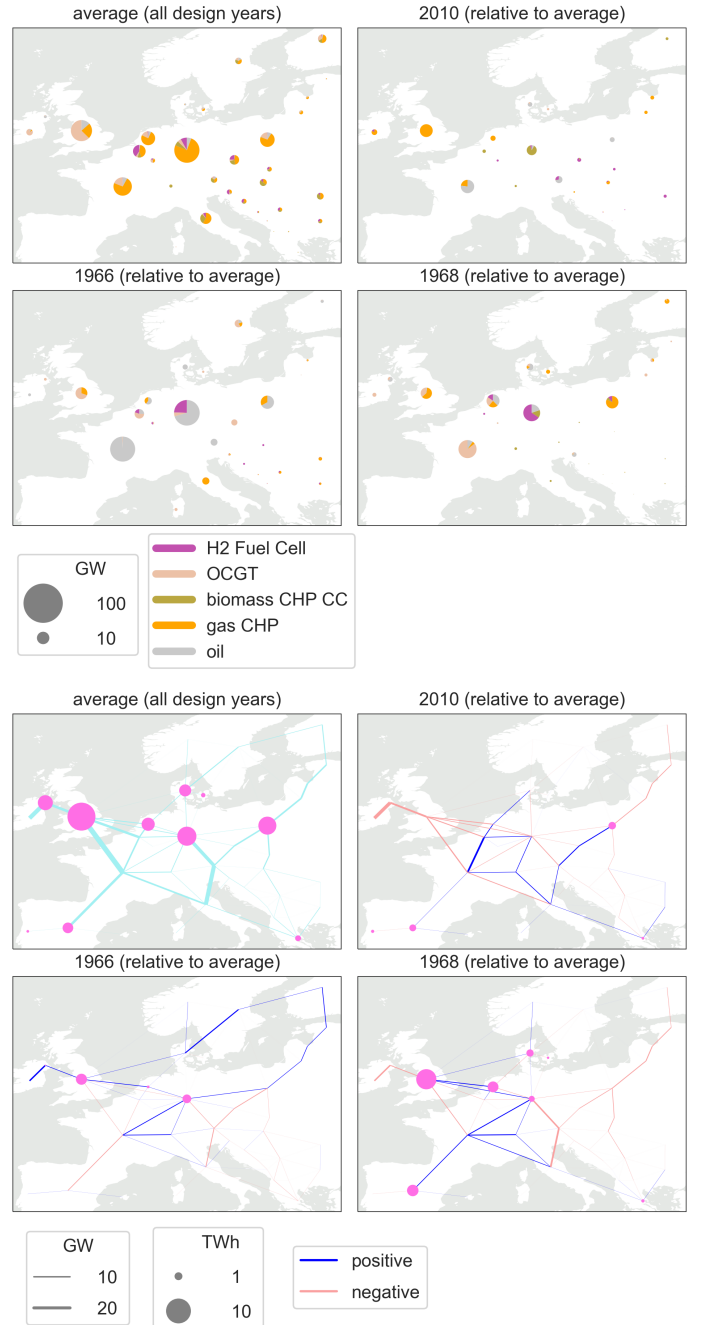 average (all design years)
2010 (relative to average)
1966 (relative to average)
1968 (relative to average)
GW
100
10
H2 Fuel Cell
OCGT
biomass CHP CC
gas CHP
oil
average (all design years)
2010 (relative to average)
1966 (relative to average)
1968 (relative to average)
GW
10
20
TWh
1
10
positive
negative